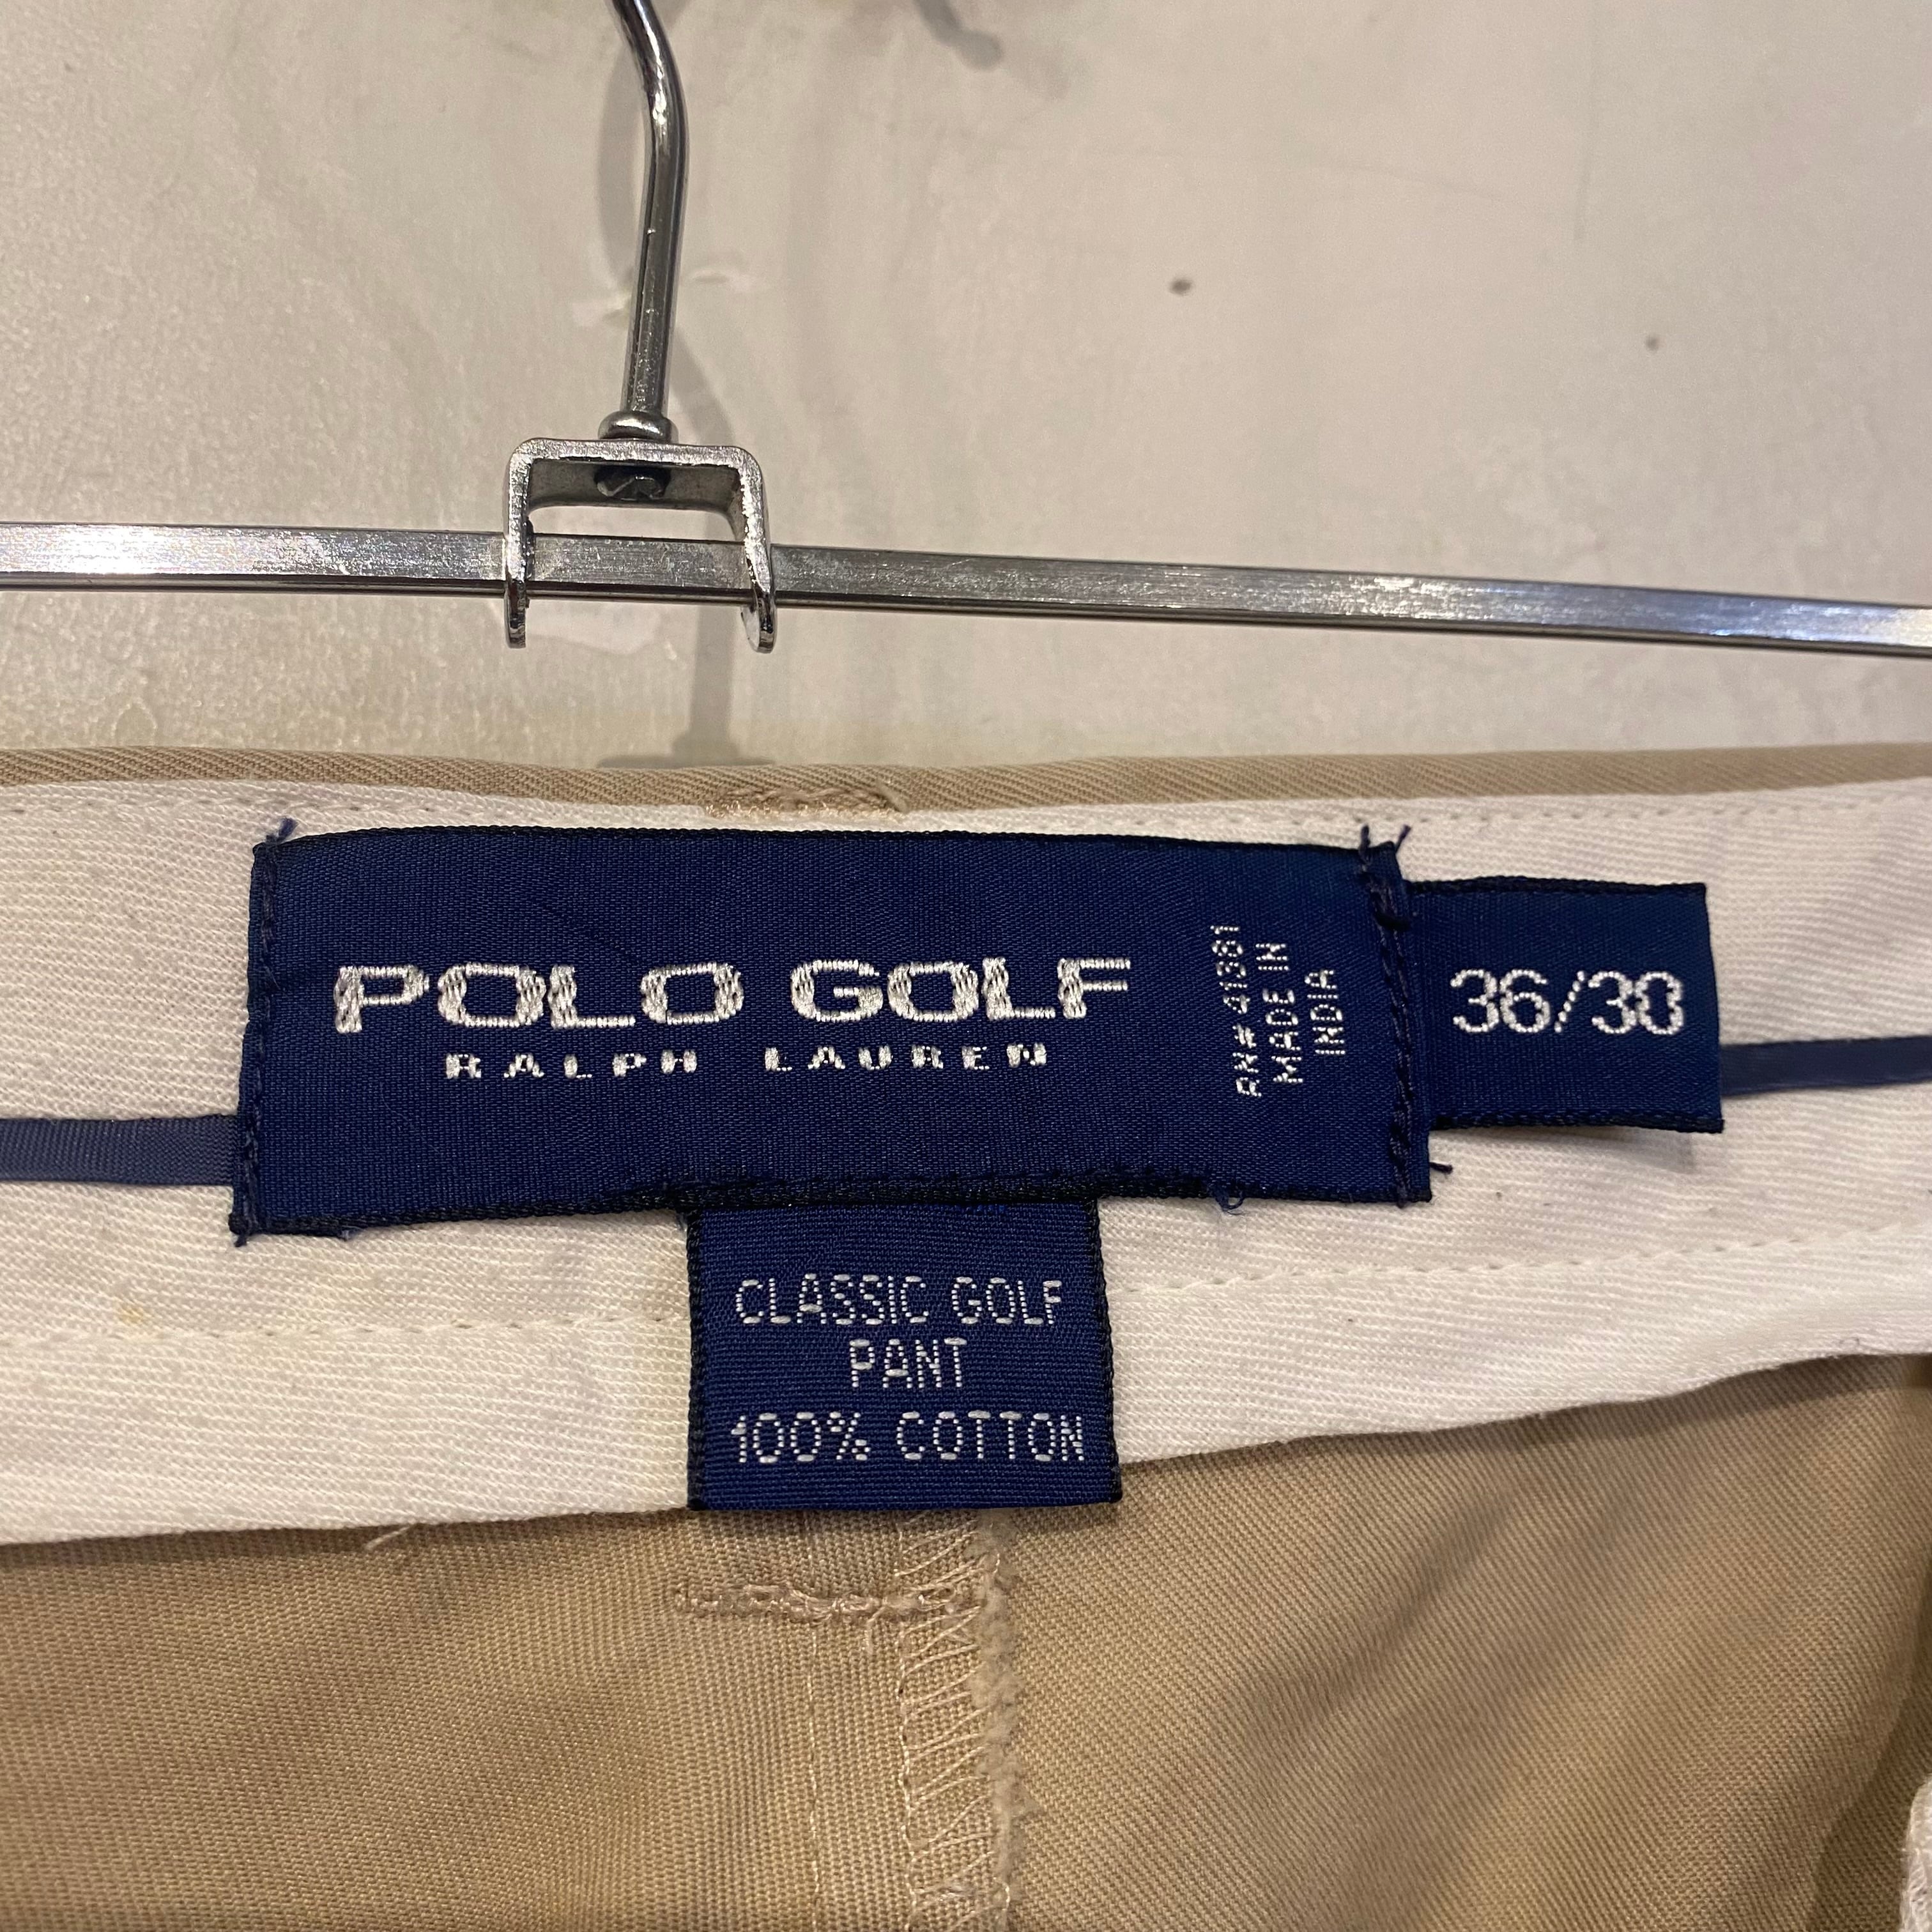 POLO GOLF
RALPH LAUREN
RN# 41381
MADE IN
INDIA
36/30
CLASSIC GOLF
PANT
100% COTTON